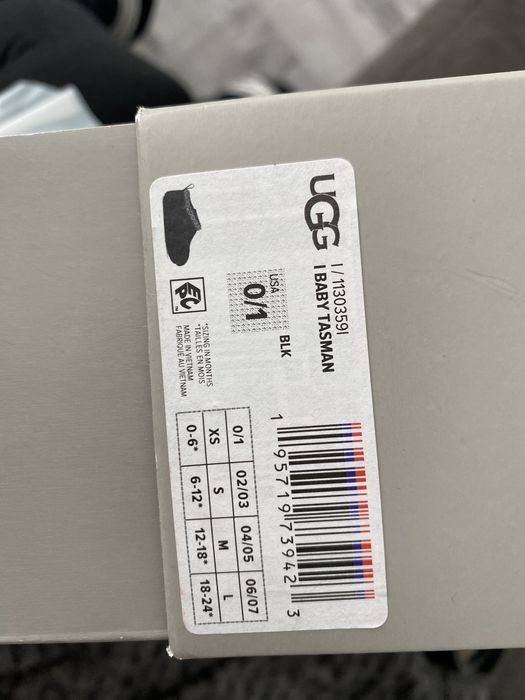 UGG
I / 1130359I
I BABY TASMAN
BLK
USA
0/1
EPC
*SIZING IN MONTHS
*TAILLES EN MOIS
MADE IN VIETNAM
FABRIQUÉ AU VIETNAM
1 95719 73942 3
0/1 02/03 04/05 06/07
XS S M L
0-6* 6-12* 12-18* 18-24*